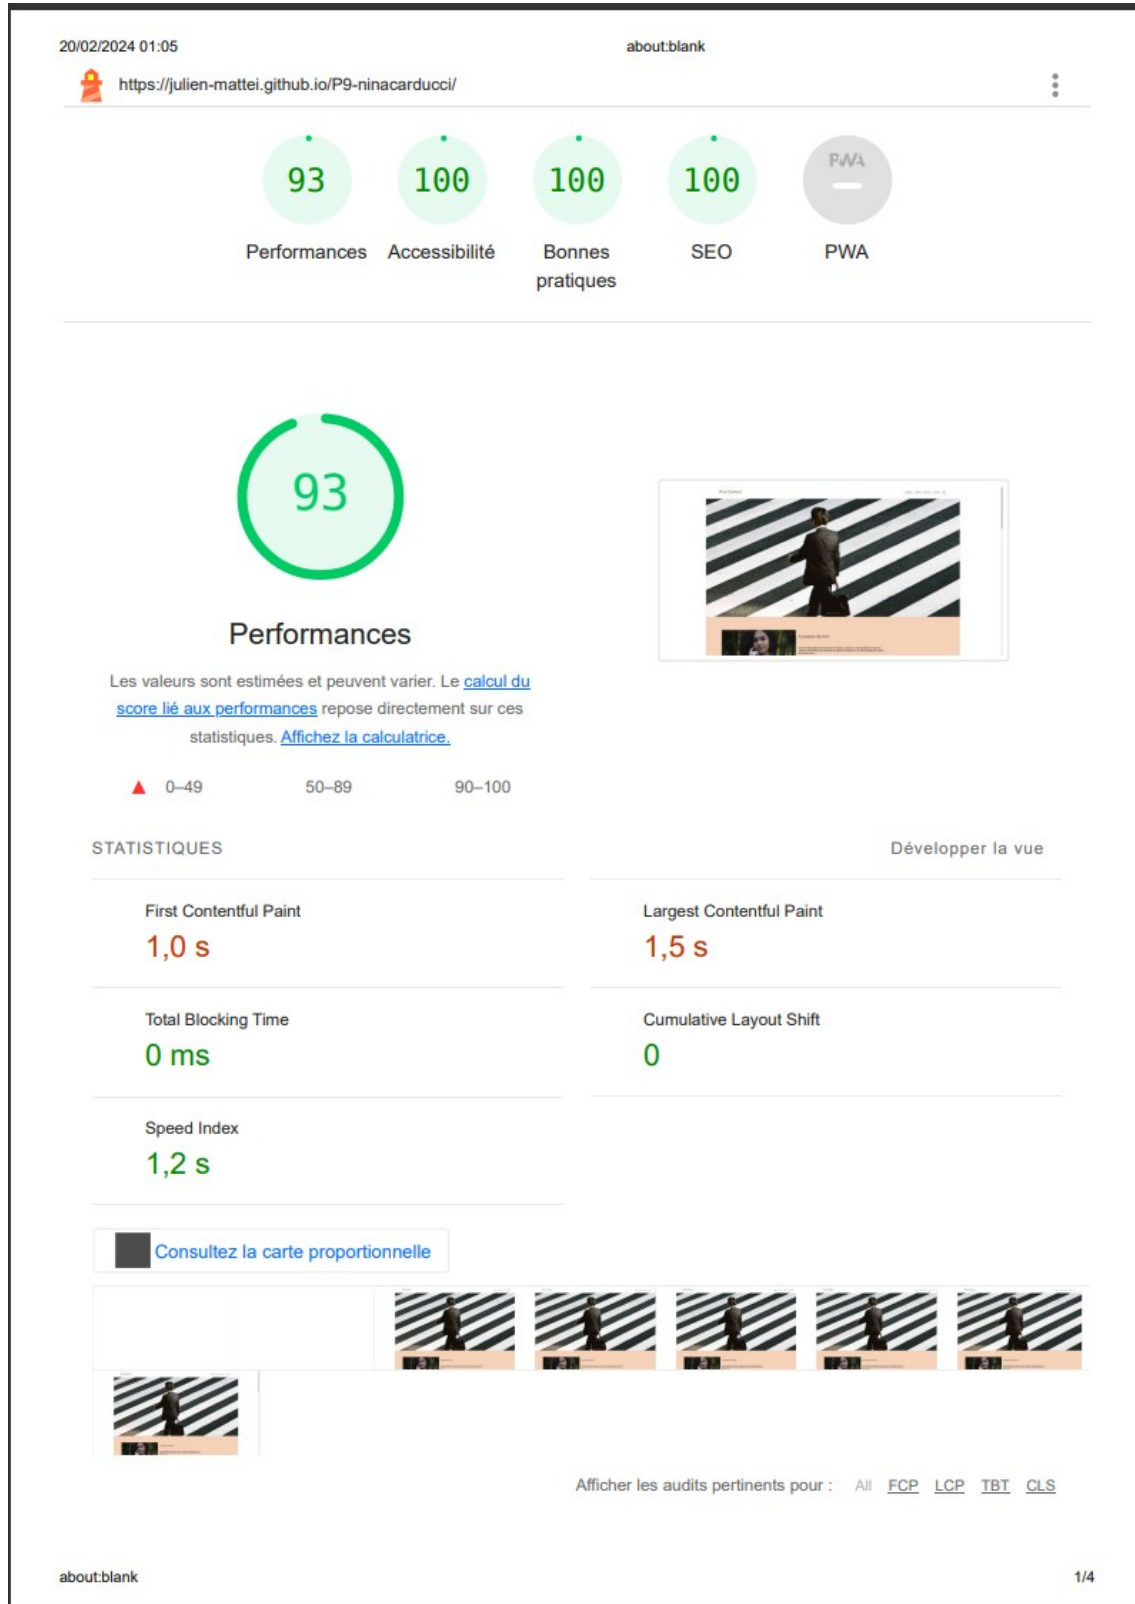 20/02/2024 01:05 about:blank
https://julien-mattei.github.io/P9-ninacarducci/
93 100 100 100 PWA
Performances Accessibilité Bonnes pratiques SEO PWA
93
Performances
Les valeurs sont estimées et peuvent varier. Le calcul du
score lié aux performances repose directement sur ces
statistiques. Affichez la calculatrice.
0–49 50–89 90–100
STATISTIQUES Développer la vue
First Contentful Paint Largest Contentful Paint
1,0 s 1,5 s
Total Blocking Time Cumulative Layout Shift
0 ms 0
Speed Index
1,2 s
Consultez la carte proportionnelle
Afficher les audits pertinents pour : All FCP LCP TBT CLS
about:blank 1/4